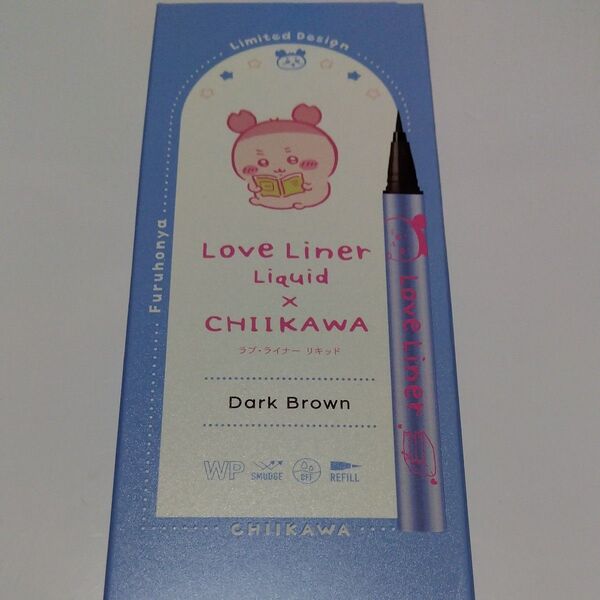 Limited Design
Furuhonya
Love Liner
Liquid
×
CHIIKAWA
ラブ・ライナー リキッド
Dark Brown
WP
SMUDGE
OFF
REFILL
CHIIKAWA
Love Liner